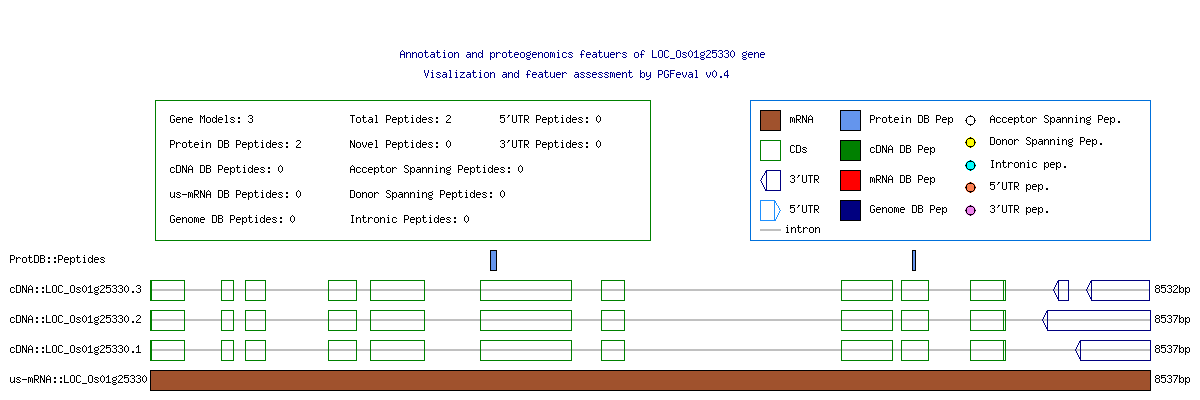 Annotation and proteogenomics featuers of LOC_Os01g25330 gene
Visalization and featuer assessment by PGFeval v0.4
Gene Models: 3 Total Peptides: 2 5'UTR Peptides: 0
Protein DB Peptides: 2 Novel Peptides: 0 3'UTR Peptides: 0
cDNA DB Peptides: 0 Acceptor Spanning Peptides: 0
us-mRNA DB Peptides: 0 Donor Spanning Peptides: 0
Genome DB Peptides: 0 Intronic Peptides: 0
mRNA Protein DB Pep Acceptor Spanning Pep.
CDs cDNA DB Pep Donor Spanning Pep.
3'UTR mRNA DB Pep Intronic pep.
5'UTR Genome DB Pep 5'UTR pep.
intron 3'UTR pep.
ProtDB::Peptides
cDNA::LOC_Os01g25330.3 8532bp
cDNA::LOC_Os01g25330.2 8537bp
cDNA::LOC_Os01g25330.1 8537bp
us-mRNA::LOC_Os01g25330 8537bp